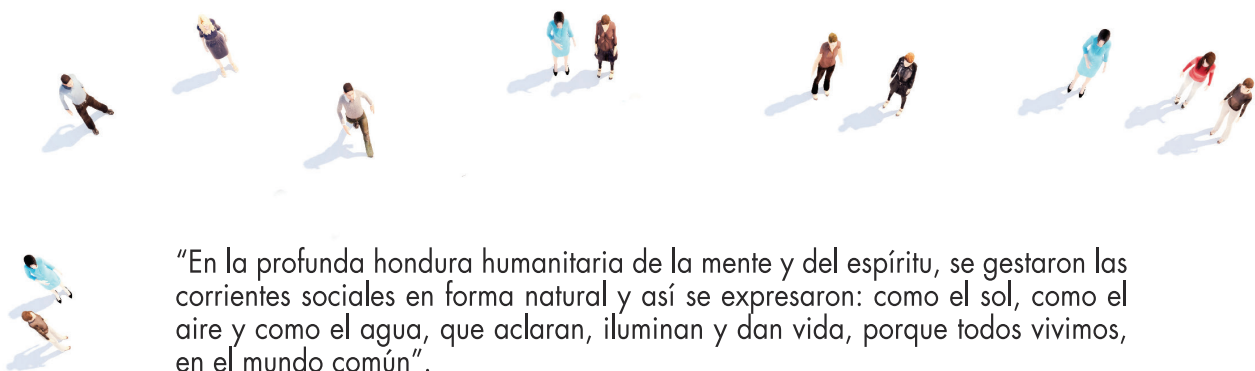 “En la profunda hondura humanitaria de la mente y del espíritu, se gestaron las
corrientes sociales en forma natural y así se expresaron: como el sol, como el
aire y como el agua, que aclaran, iluminan y dan vida, porque todos vivimos,
en el mundo común”.